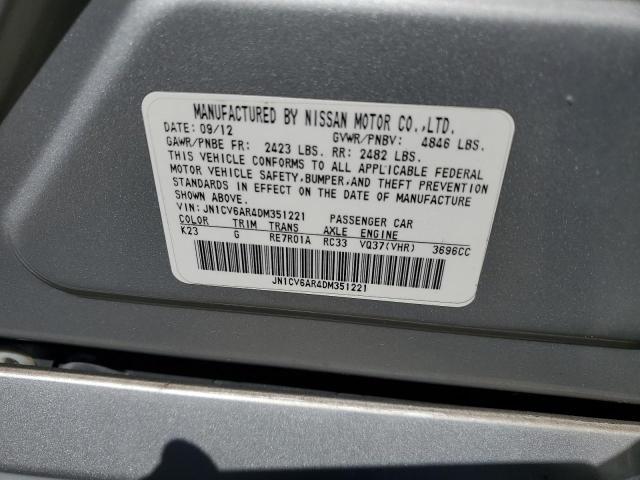 MANUFACTURED BY NISSAN MOTOR CO.,LTD.
DATE: 09/12 GVWR/PNBV: 4846 LBS.
GAWR/PNBE FR: 2423 LBS. RR: 2482 LBS.
THIS VEHICLE CONFORMS TO ALL APPLICABLE FEDERAL
MOTOR VEHICLE SAFETY,BUMPER,AND THEFT PREVENTION
STANDARDS IN EFFECT ON THE DATE OF MANUFACTURE
SHOWN ABOVE.
VIN: JN1CV6AR4DM351221 PASSENGER CAR
COLOR TRIM TRANS AXLE ENGINE
K23 G RE7R01A RC33 VQ37(VHR) 3696CC
JN1CV6AR4DM351221